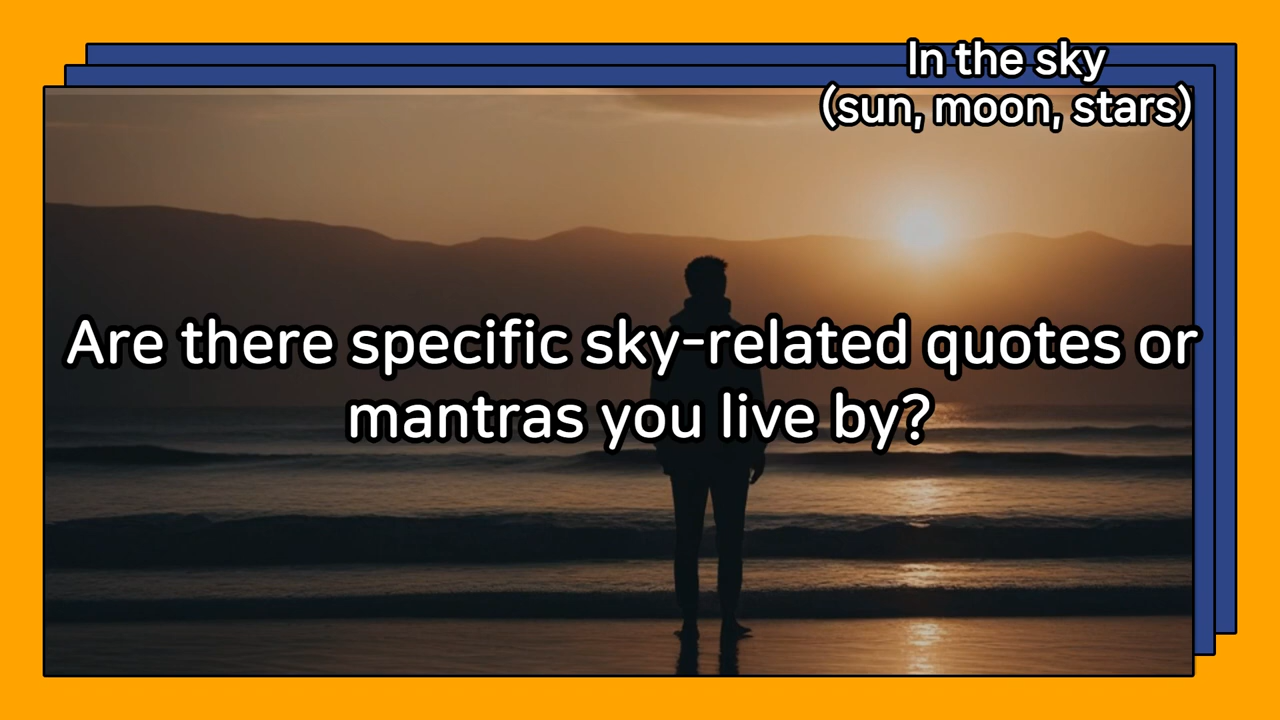 In the sky
(sun, moon, stars)
Are there specific sky-related quotes or
mantras you live by?